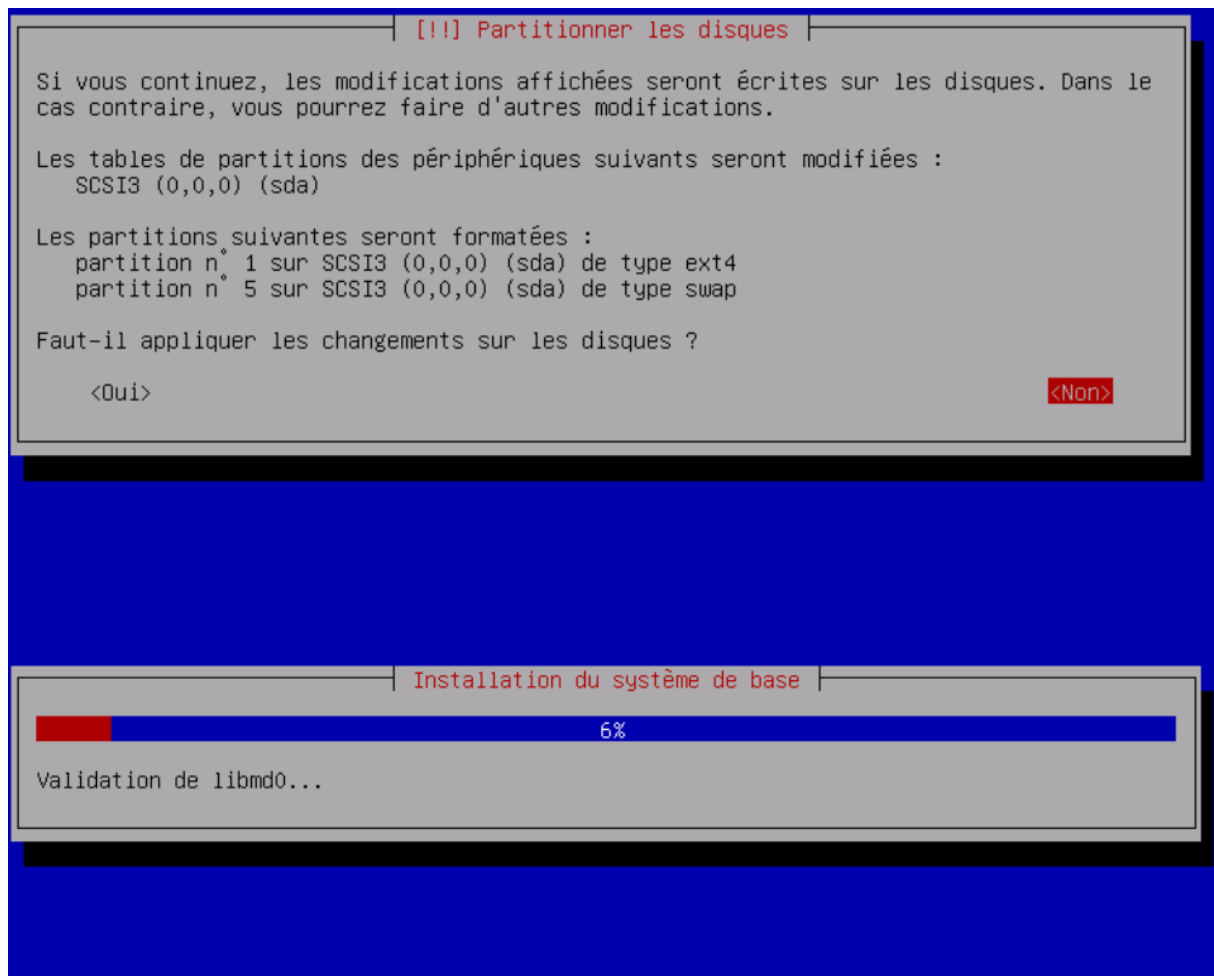 [!!] Partitionner les disques
Si vous continuez, les modifications affichées seront écrites sur les disques. Dans le
cas contraire, vous pourrez faire d'autres modifications.
Les tables de partitions des périphériques suivants seront modifiées :
SCSI3 (0,0,0) (sda)
Les partitions suivantes seront formatées :
partition n° 1 sur SCSI3 (0,0,0) (sda) de type ext4
partition n° 5 sur SCSI3 (0,0,0) (sda) de type swap
Faut-il appliquer les changements sur les disques ?
<Oui> <Non>
Installation du système de base
6%
Validation de libmd0...